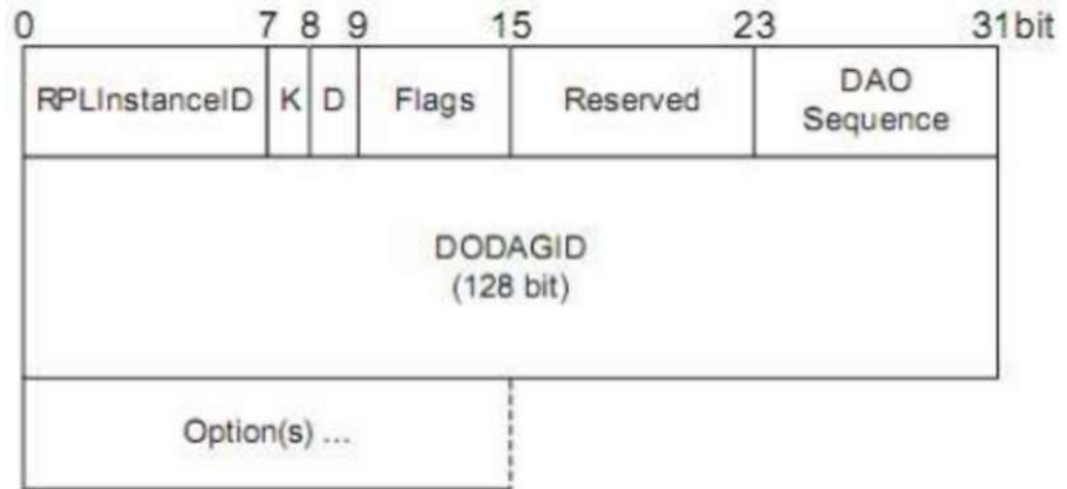 0 7 8 9 15 23 31bit
RPLInstanceID K D Flags Reserved DAO
Sequence
DODAGID
(128 bit)
Option(s) ...